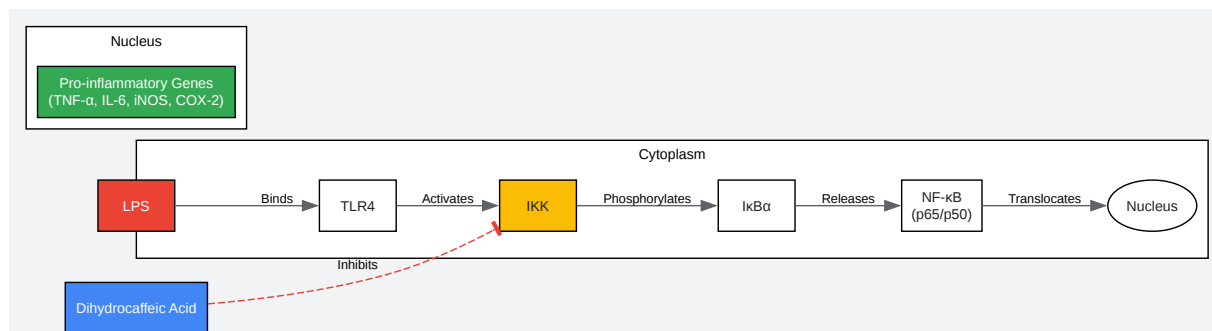 Nucleus
Pro-inflammatory Genes
(TNF-α, IL-6, iNOS, COX-2)
Cytoplasm
LPS
Binds
TLR4
Activates
IKK
Phosphorylates
IκBα
Releases
NF-κB
(p65/p50)
Translocates
Nucleus
Inhibits
Dihydrocaffeic Acid